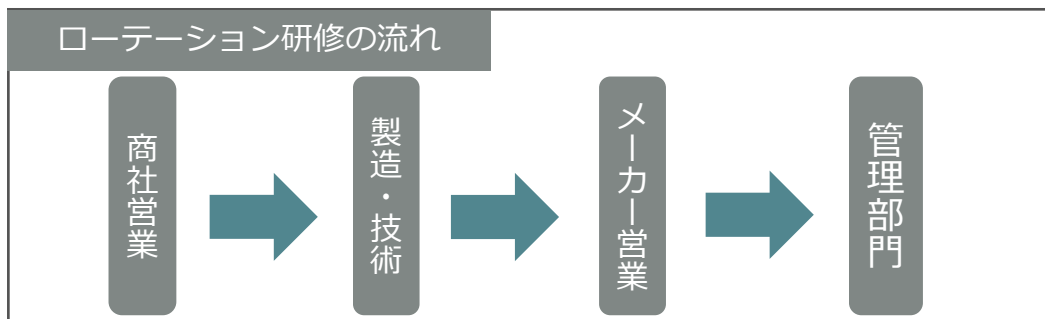 ローテーション研修の流れ
商社営業
製造・技術
メーカー営業
管理部門